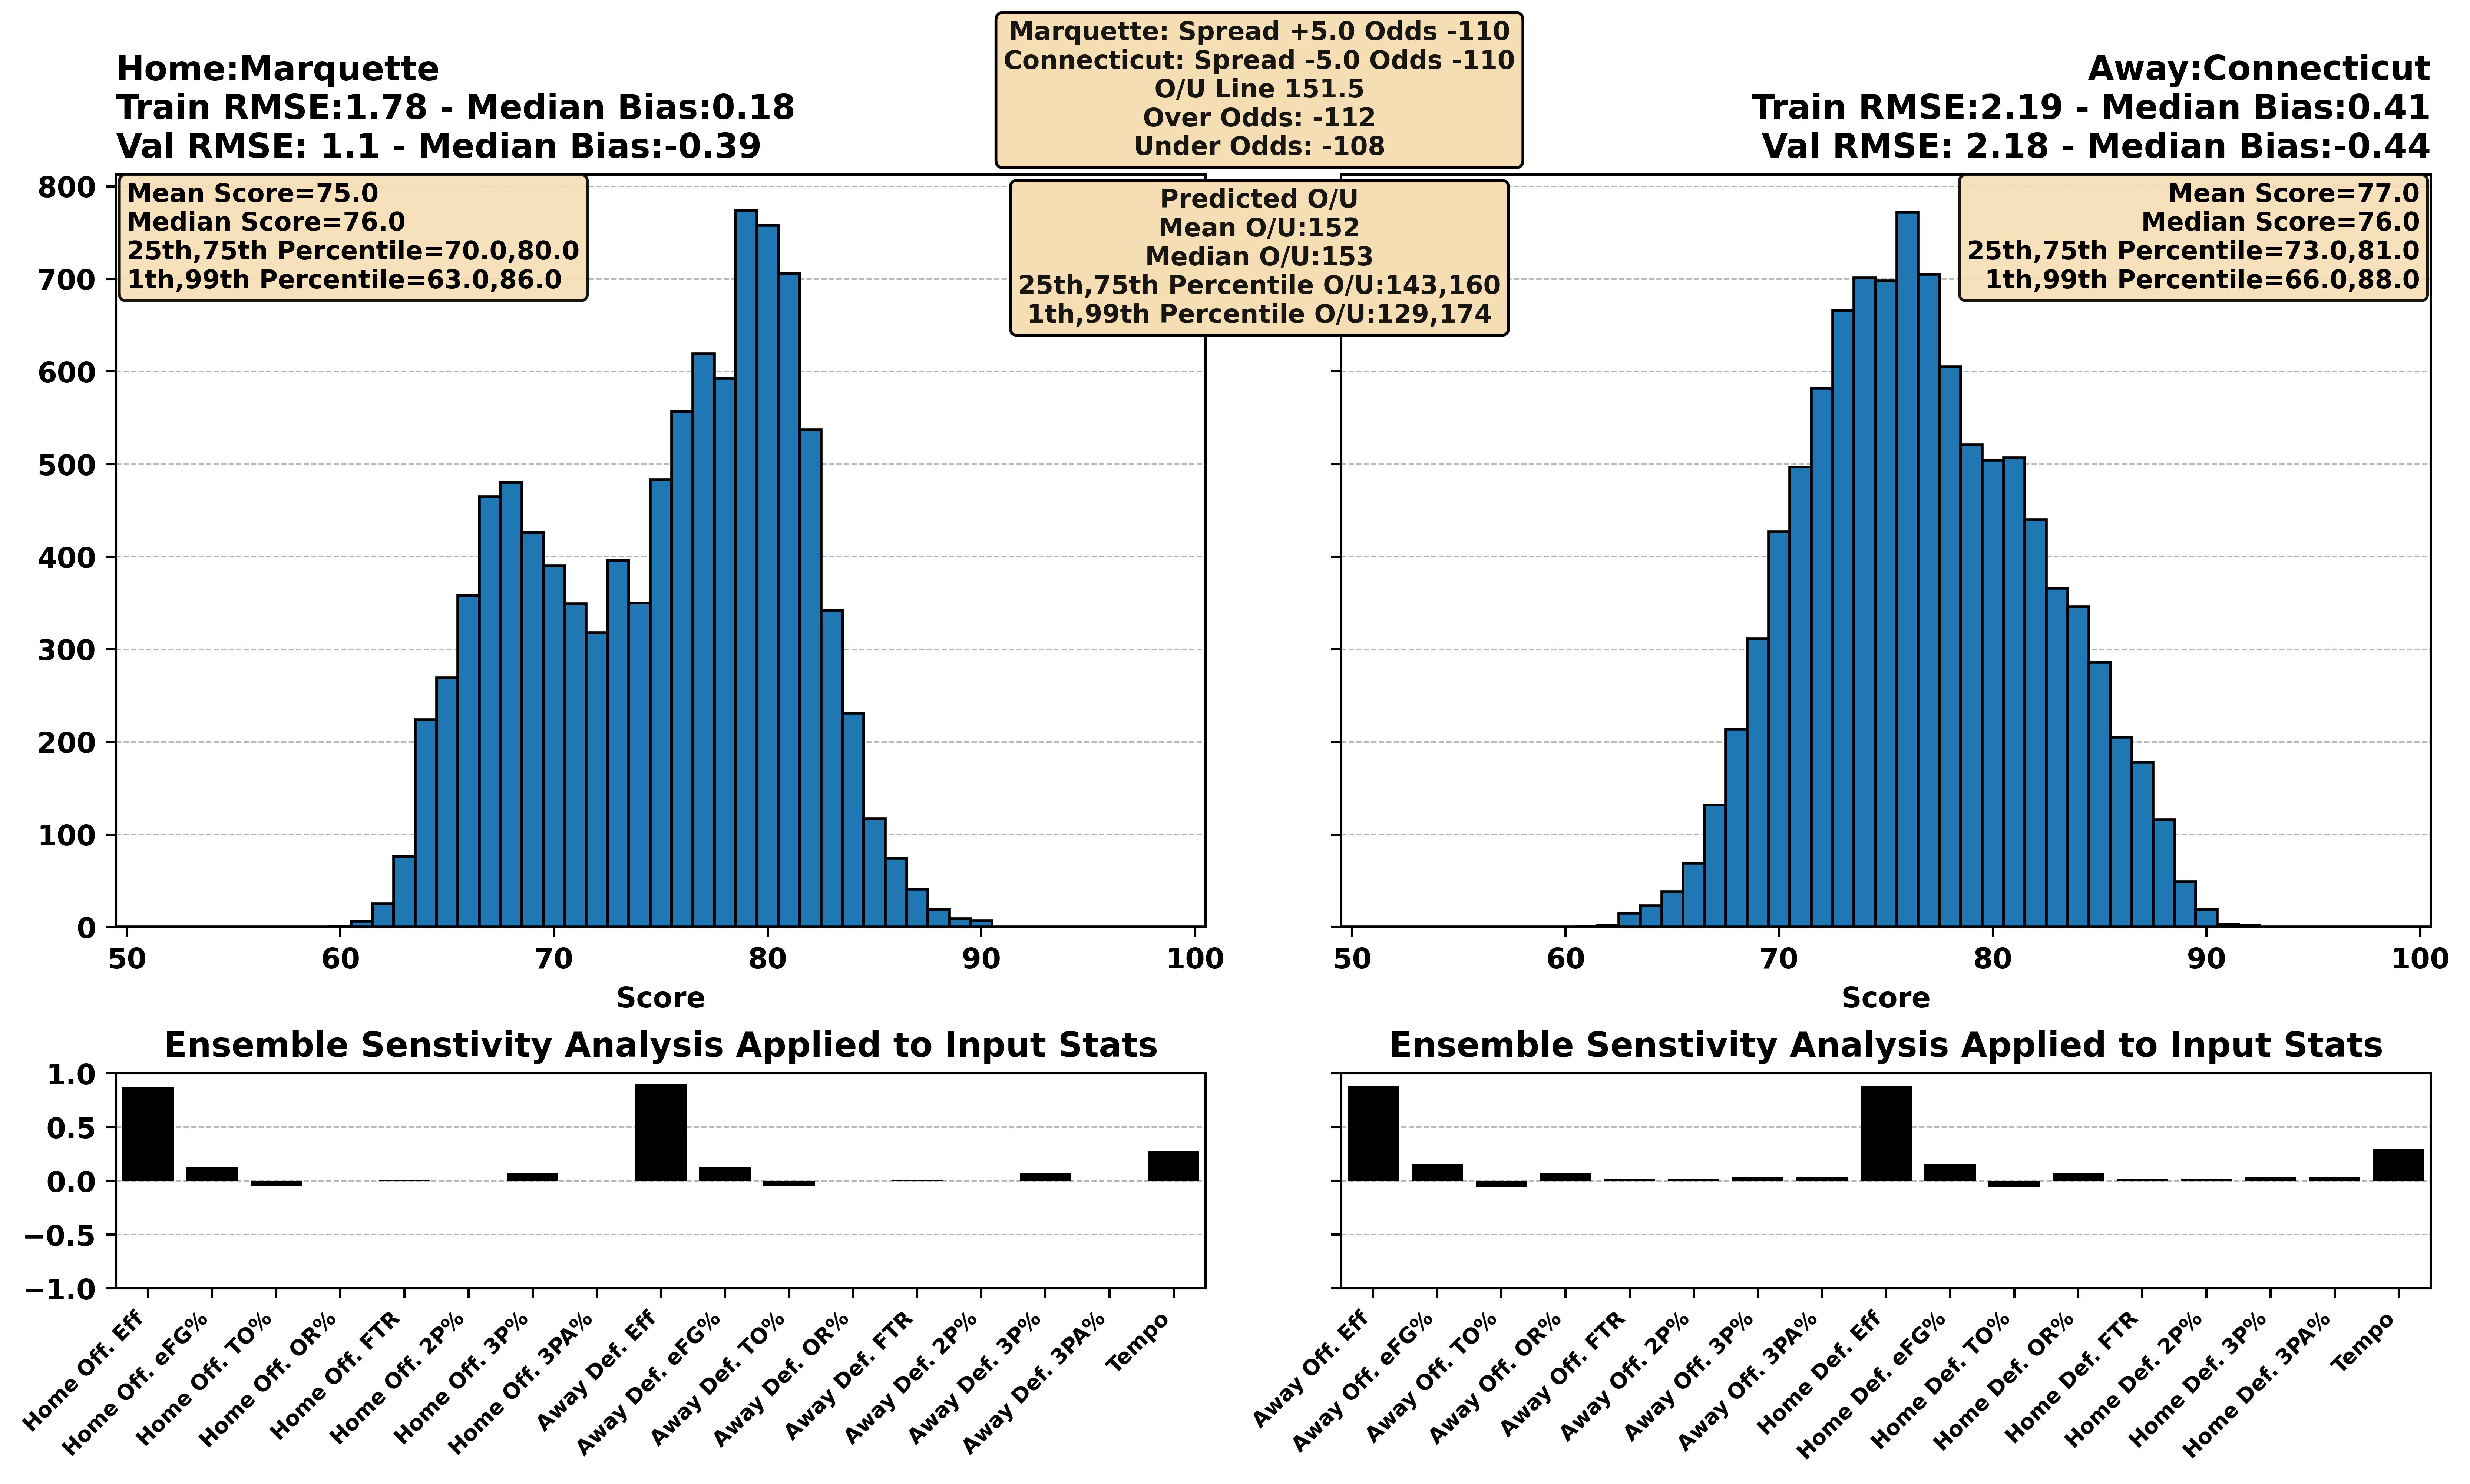 Marquette: Spread +5.0 Odds -110
Connecticut: Spread -5.0 Odds -110
O/U Line 151.5
Over Odds: -112
Under Odds: -108
Home:Marquette
Train RMSE:1.78 - Median Bias:0.18
Val RMSE: 1.1 - Median Bias:-0.39
Away:Connecticut
Train RMSE:2.19 - Median Bias:0.41
Val RMSE: 2.18 - Median Bias:-0.44
Mean Score=75.0
Median Score=76.0
25th,75th Percentile=70.0,80.0
1th,99th Percentile=63.0,86.0
Predicted O/U
Mean O/U:152
Median O/U:153
25th,75th Percentile O/U:143,160
1th,99th Percentile O/U:129,174
Mean Score=77.0
Median Score=76.0
25th,75th Percentile=73.0,81.0
1th,99th Percentile=66.0,88.0
800
700
600
500
400
300
200
100
0
50 60 70 80 90 100
Score
50 60 70 80 90 100
Score
Ensemble Senstivity Analysis Applied to Input Stats
1.0
0.5
0.0
−0.5
−1.0
Home Off. Eff
Home Off. eFG%
Home Off. TO%
Home Off. OR%
Home Off. FTR
Home Off. 2P%
Home Off. 3P%
Home Off. 3PA%
Away Def. Eff
Away Def. eFG%
Away Def. TO%
Away Def. OR%
Away Def. FTR
Away Def. 2P%
Away Def. 3P%
Away Def. 3PA%
Tempo
Ensemble Senstivity Analysis Applied to Input Stats
Away Off. Eff
Away Off. eFG%
Away Off. TO%
Away Off. OR%
Away Off. FTR
Away Off. 2P%
Away Off. 3P%
Away Off. 3PA%
Home Def. Eff
Home Def. eFG%
Home Def. TO%
Home Def. OR%
Home Def. FTR
Home Def. 2P%
Home Def. 3P%
Home Def. 3PA%
Tempo